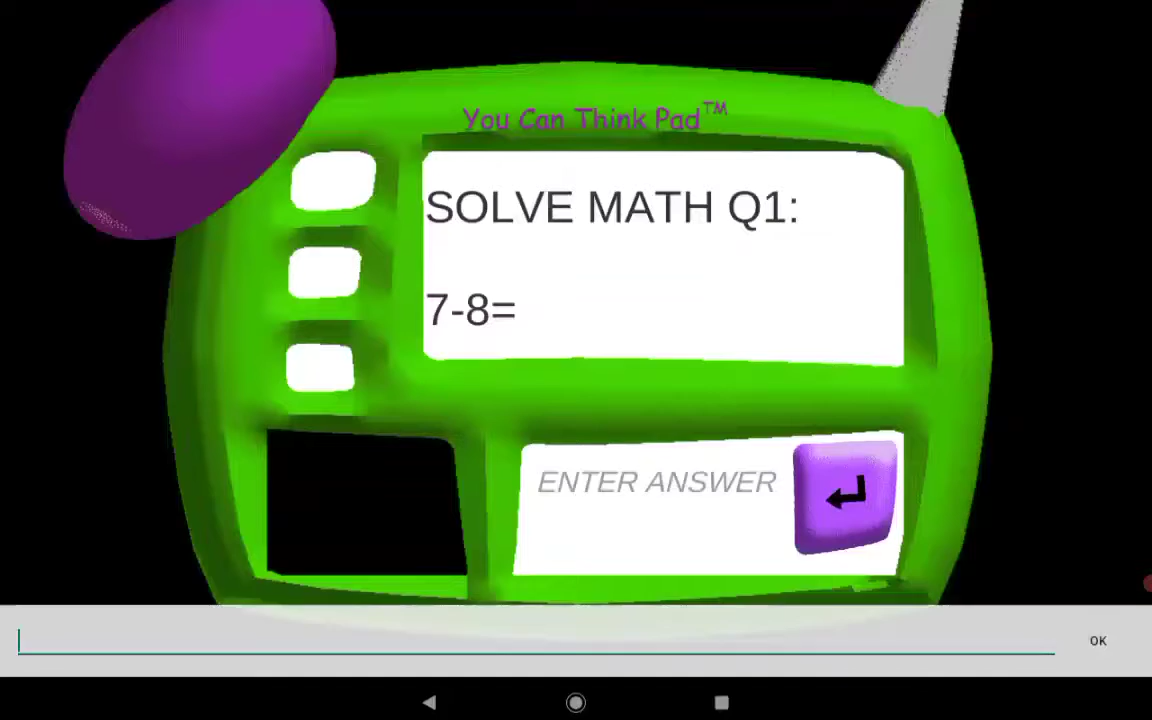 You Can Think Pad™
SOLVE MATH Q1:
7-8=
ENTER ANSWER
OK